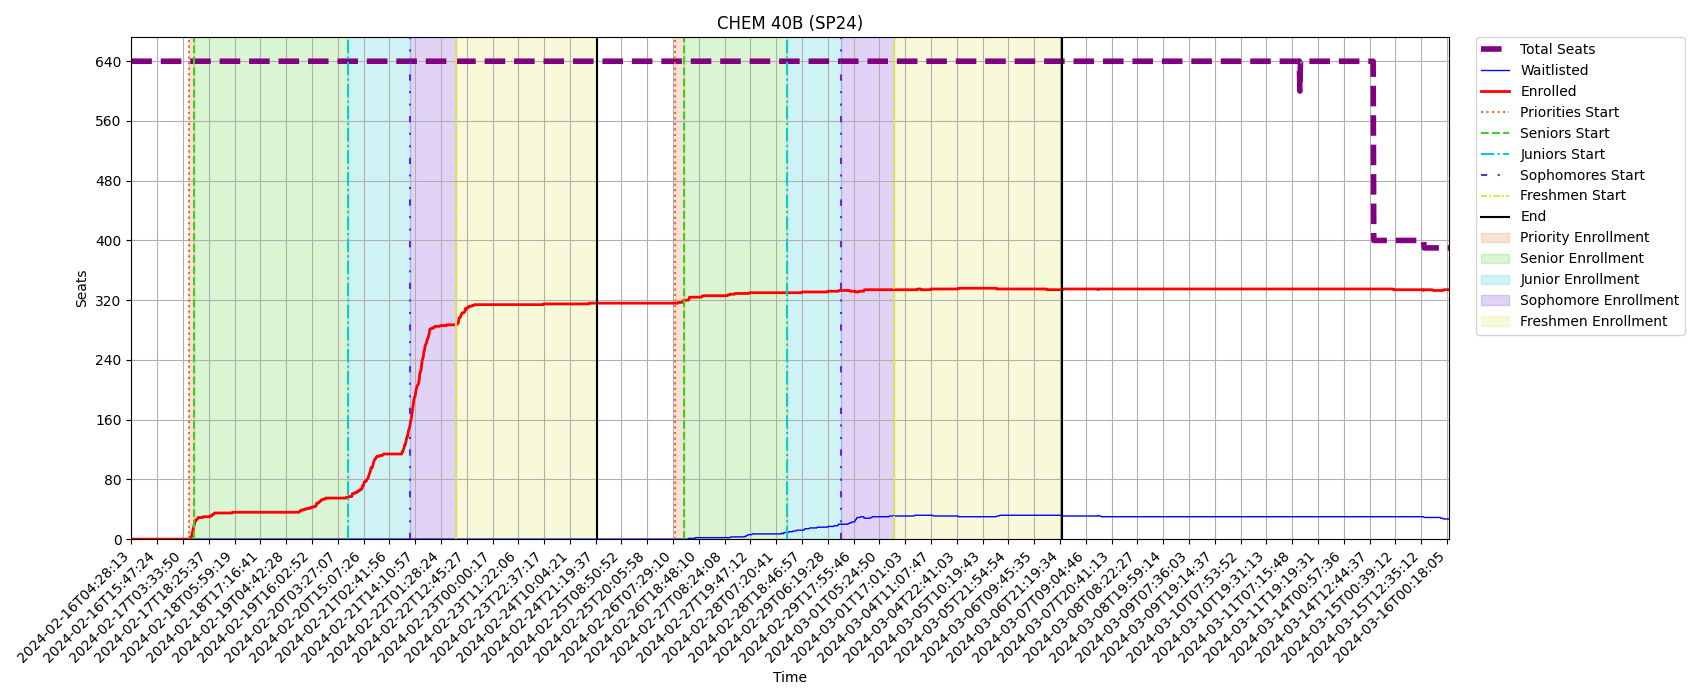 CHEM 40B (SP24)
Seats
640
560
480
400
320
240
160
80
0
2024-02-16T04:28:13
2024-02-16T15:47:24
2024-02-17T03:33:50
2024-02-17T18:25:37
2024-02-18T05:59:19
2024-02-18T17:16:41
2024-02-19T04:42:28
2024-02-19T16:02:52
2024-02-20T03:27:07
2024-02-20T15:07:26
2024-02-21T02:41:56
2024-02-21T14:10:57
2024-02-22T01:28:24
2024-02-22T12:45:27
2024-02-23T00:00:17
2024-02-23T11:22:06
2024-02-23T22:37:17
2024-02-24T10:04:21
2024-02-24T21:19:37
2024-02-25T08:50:52
2024-02-25T20:05:58
2024-02-26T07:29:10
2024-02-26T18:48:10
2024-02-27T08:24:08
2024-02-27T19:47:12
2024-02-28T07:20:41
2024-02-28T18:46:57
2024-02-29T06:19:28
2024-02-29T17:55:46
2024-03-01T05:24:50
2024-03-01T17:01:03
2024-03-04T11:07:47
2024-03-04T22:41:03
2024-03-05T10:19:43
2024-03-05T21:54:54
2024-03-06T09:45:35
2024-03-06T21:19:34
2024-03-07T09:04:46
2024-03-07T20:41:13
2024-03-08T08:22:27
2024-03-08T19:59:14
2024-03-09T07:36:03
2024-03-09T19:14:37
2024-03-10T07:53:52
2024-03-10T19:31:13
2024-03-11T07:15:48
2024-03-11T19:19:31
2024-03-14T00:57:36
2024-03-14T12:44:37
2024-03-15T00:39:12
2024-03-15T12:35:12
2024-03-16T00:18:05
Time
Total Seats
Waitlisted
Enrolled
Priorities Start
Seniors Start
Juniors Start
Sophomores Start
Freshmen Start
End
Priority Enrollment
Senior Enrollment
Junior Enrollment
Sophomore Enrollment
Freshmen Enrollment